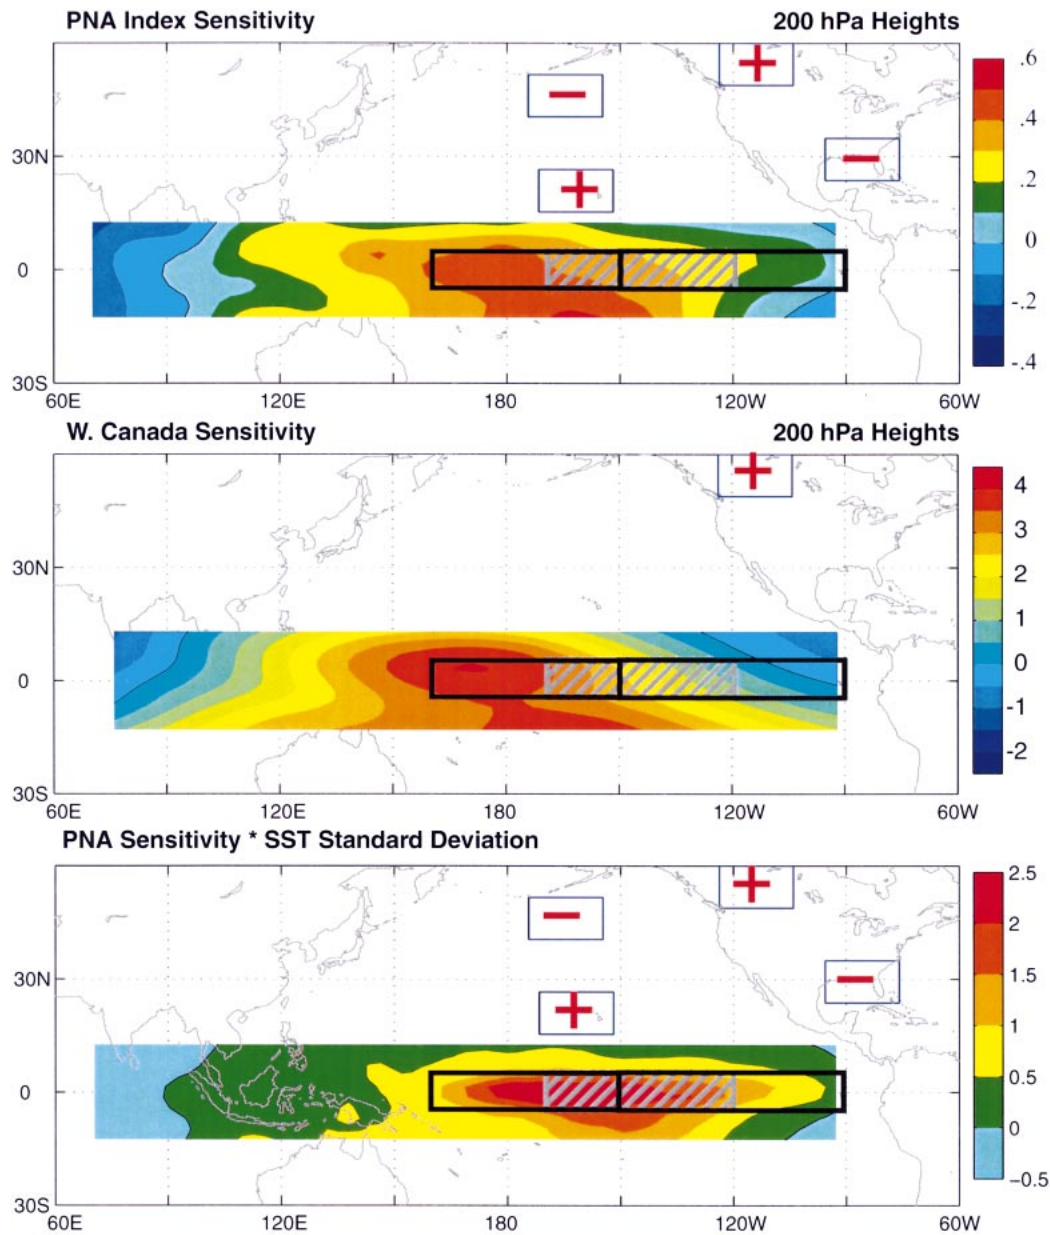 PNA Index Sensitivity 200 hPa Heights
.6
.4
.2
0
-.2
-.4
30N
0
30S
60E 120E 180 120W 60W
W. Canada Sensitivity 200 hPa Heights
4
3
2
1
0
-1
-2
30N
0
30S
60E 120E 180 120W 60W
PNA Sensitivity * SST Standard Deviation
2.5
2
1.5
1
0.5
0
-0.5
30N
0
30S
60E 120E 180 120W 60W